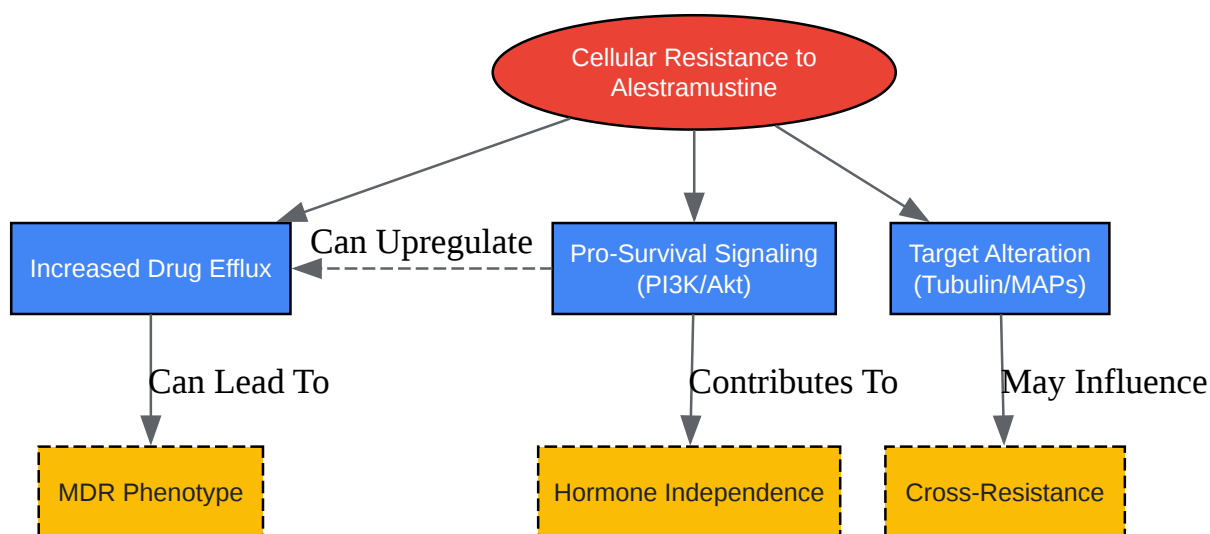 Cellular Resistance to
Alestramustine
Can Upregulate
Increased Drug Efflux
Pro-Survival Signaling
(PI3K/Akt)
Target Alteration
(Tubulin/MAPs)
Can Lead To
Contributes To
May Influence
MDR Phenotype
Hormone Independence
Cross-Resistance